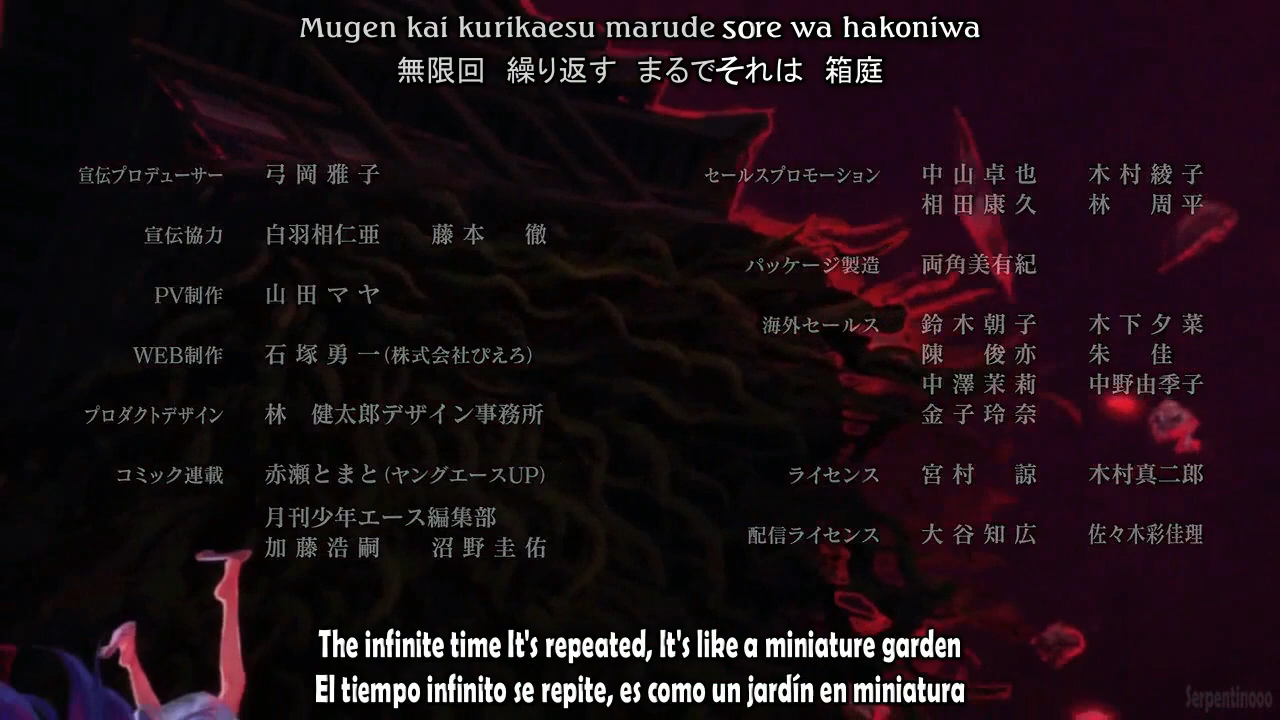 Mugen kai kurikaesu marude sore wa hakoniwa
無限回　繰り返す　まるでそれは　箱庭
宣伝プロデューサー　弓岡雅子
宣伝協力　白羽相仁亜　藤本　徹
PV制作　山田マヤ
WEB制作　石塚勇一(株式会社ぴえろ)
プロダクトデザイン　林　健太郎デザイン事務所
コミック連載　赤瀬とまと(ヤングエースUP)
月刊少年エース編集部
加藤浩嗣　沼野圭佑
セールスプロモーション　中山卓也　木村綾子
相田康久　林　周平
パッケージ製造　両角美有紀
海外セールス　鈴木朝子　木下夕菜
陳　俊亦　朱　佳
中澤茉莉　中野由季子
金子玲奈
ライセンス　宮村　諒　木村真二郎
配信ライセンス　大谷知広　佐々木彩佳理
The infinite time It's repeated, It's like a miniature garden
El tiempo infinito se repite, es como un jardín en miniatura
Serpentinooo